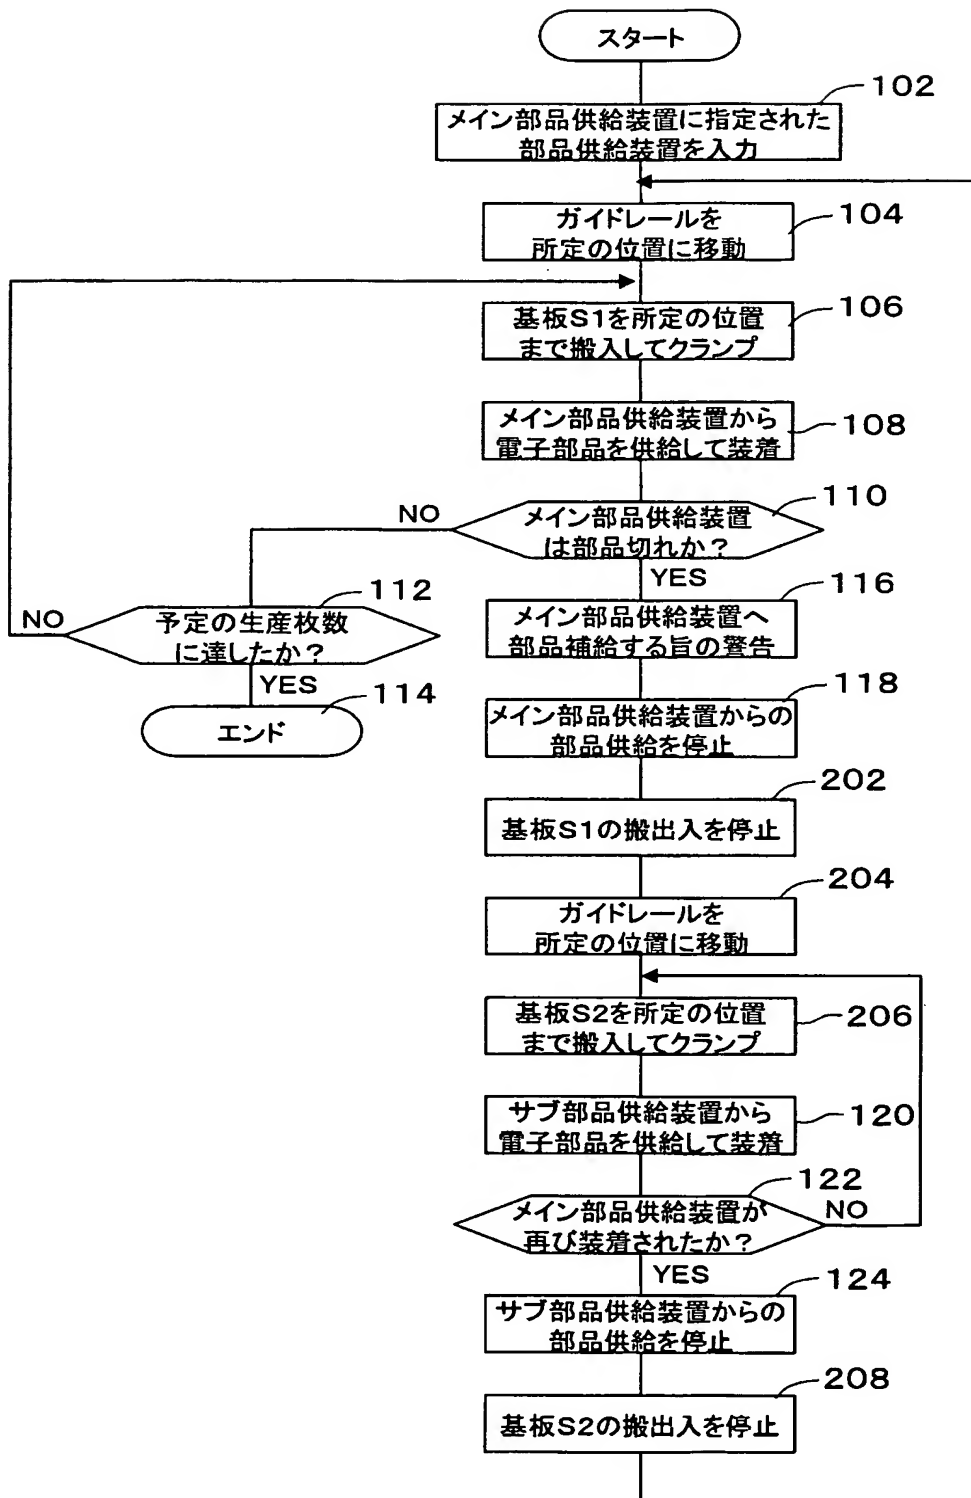 スタート
102
メイン部品供給装置に指定された
部品供給装置を入力
ガイドレールを
所定の位置に移動
104
基板S1を所定の位置
まで搬入してクランプ
106
メイン部品供給装置から
電子部品を供給して装着
108
110
NO
メイン部品供給装置
は部品切れか？
YES
112
NO
予定の生産枚数
に達したか？
YES
114
エンド
116
メイン部品供給装置へ
部品補給する旨の警告
118
メイン部品供給装置からの
部品供給を停止
202
基板S1の搬出入を停止
204
ガイドレールを
所定の位置に移動
基板S2を所定の位置
まで搬入してクランプ
206
サブ部品供給装置から
電子部品を供給して装着
120
122
メイン部品供給装置が
再び装着されたか？
NO
YES
124
サブ部品供給装置からの
部品供給を停止
208
基板S2の搬出入を停止